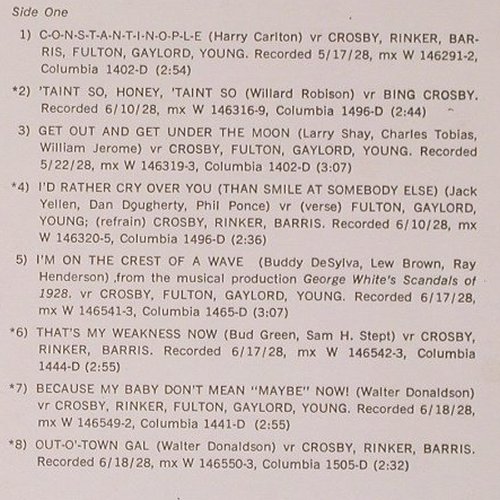 Side One
1) C-O-N-S-T-A-N-T-I-N-O-P-L-E (Harry Carlton) vr CROSBY, RINKER, BAR-
RIS, FULTON, GAYLORD, YOUNG. Recorded 5/17/28, mx W 146291-2,
Columbia 1402-D (2:54)
*2) 'TAINT SO, HONEY, 'TAINT SO (Willard Robison) vr BING CROSBY.
Recorded 6/10/28, mx W 146316-9, Columbia 1496-D (2:44)
3) GET OUT AND GET UNDER THE MOON (Larry Shay, Charles Tobias,
William Jerome) vr CROSBY, FULTON, GAYLORD, YOUNG. Recorded
5/22/28, mx W 146319-3, Columbia 1402-D (3:07)
*4) I'D RATHER CRY OVER YOU (THAN SMILE AT SOMEBODY ELSE) (Jack
Yellen, Dan Dougherty, Phil Ponce) vr (verse) FULTON, GAYLORD,
YOUNG; (refrain) CROSBY, RINKER, BARRIS. Recorded 6/10/28, mx
W 146320-5, Columbia 1496-D (2:36)
5) I'M ON THE CREST OF A WAVE (Buddy DeSylva, Lew Brown, Ray
Henderson) from the musical production George White's Scandals of
1928. vr CROSBY, FULTON, GAYLORD, YOUNG. Recorded 6/17/28,
mx W 146541-3, Columbia 1465-D (3:07)
*6) THAT'S MY WEAKNESS NOW (Bud Green, Sam H. Stept) vr CROSBY,
RINKER, BARRIS. Recorded 6/17/28, mx W 146542-3, Columbia
1444-D (2:55)
*7) BECAUSE MY BABY DON'T MEAN "MAYBE" NOW! (Walter Donaldson)
vr CROSBY, RINKER, FULTON, GAYLORD, YOUNG. Recorded 6/18/28,
mx W 146549-2, Columbia 1441-D (2:55)
*8) OUT-O'-TOWN GAL (Walter Donaldson) vr CROSBY, RINKER, BARRIS.
Recorded 6/18/28, mx W 146550-3, Columbia 1505-D (2:32)